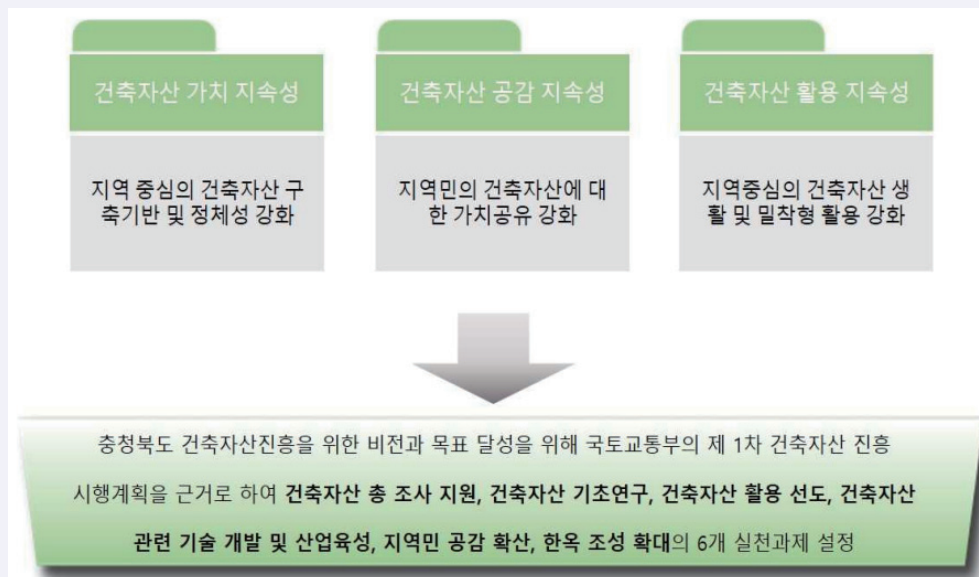 건축자산 가치 지속성
지역 중심의 건축자산 구
축기반 및 정체성 강화
건축자산 공감 지속성
지역민의 건축자산에 대
한 가치공유 강화
건축자산 활용 지속성
지역중심의 건축자산 생
활 및 밀착형 활용 강화
충청북도 건축자산진흥을 위한 비전과 목표 달성을 위해 국토교통부의 제 1차 건축자산 진흥
시행계획을 근거로 하여 건축자산 총 조사 지원, 건축자산 기초연구, 건축자산 활용 선도, 건축자산
관련 기술 개발 및 산업육성, 지역민 공감 확산, 한옥 조성 확대의 6개 실천과제 설정